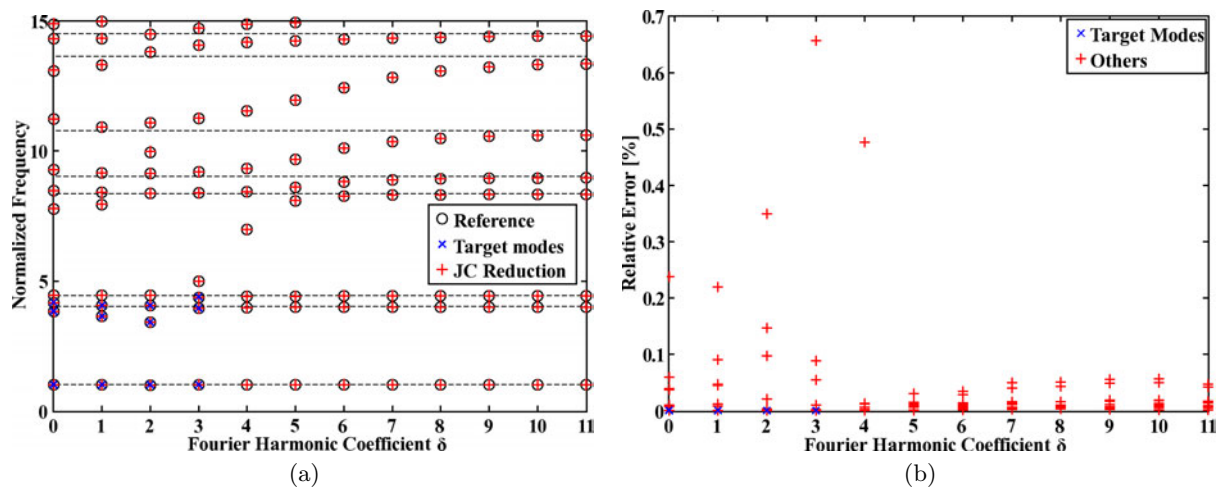 15
10
5
0
Normalized Frequency
Reference
Target modes
JC Reduction
0 1 2 3 4 5 6 7 8 9 10 11
Fourier Harmonic Coefficient δ
(a)
0.7
0.6
0.5
0.4
0.3
0.2
0.1
0
Relative Error [%]
Target Modes
Others
0 1 2 3 4 5 6 7 8 9 10 11
Fourier Harmonic Coefficient δ
(b)